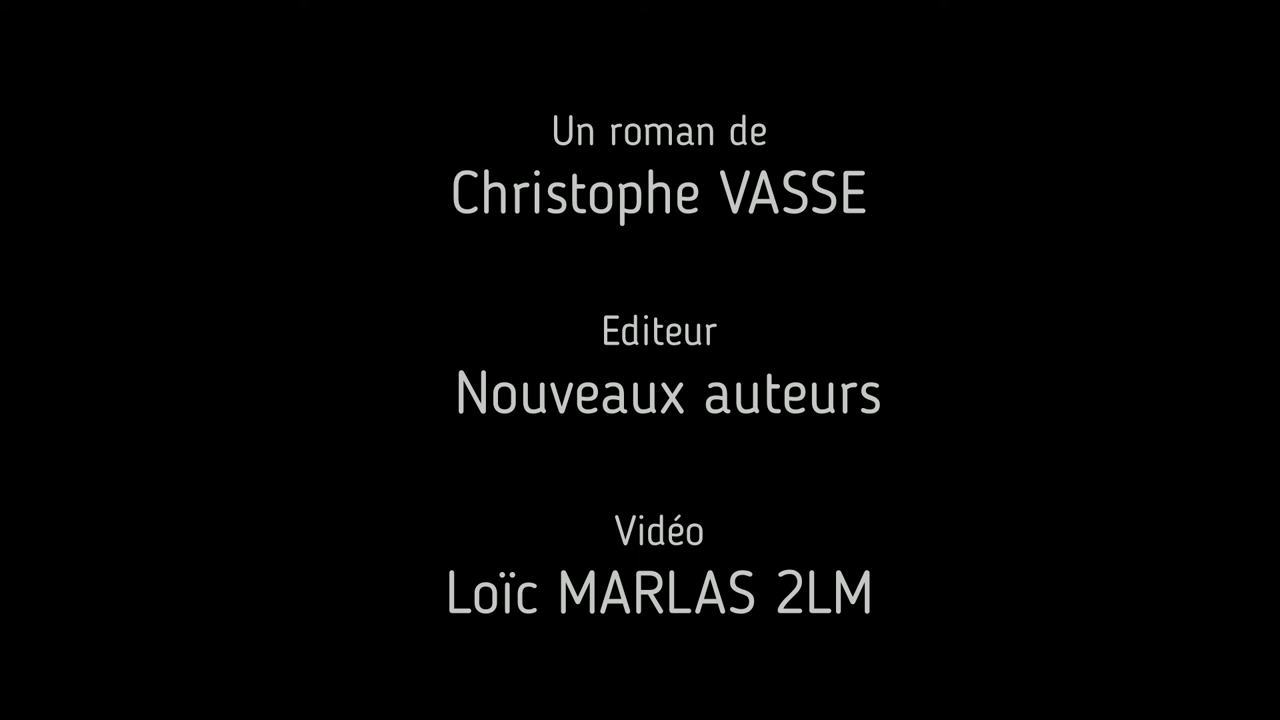 Un roman de
Christophe VASSE
Editeur
Nouveaux auteurs
Vidéo
Loïc MARLAS 2LM